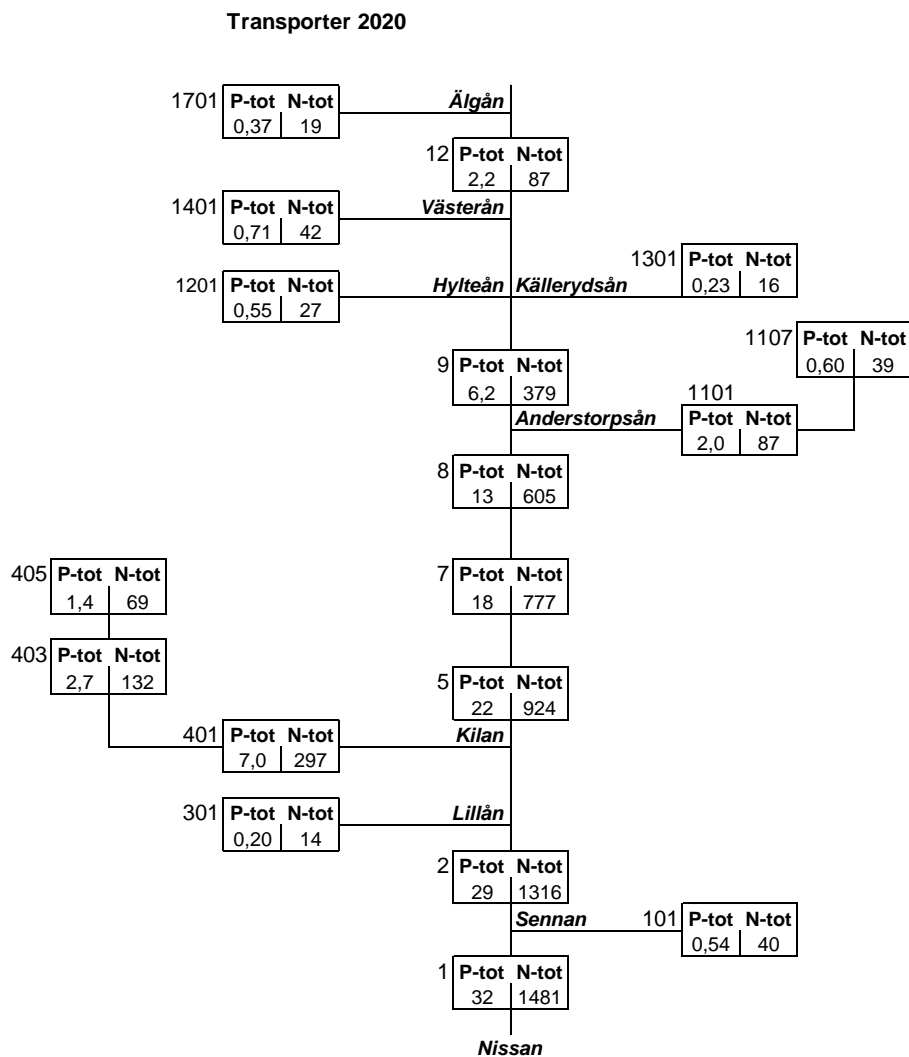 Transporter 2020
1701 P-tot N-tot Älgån
0,37 19
12 P-tot N-tot
2,2 87
1401 P-tot N-tot Västerån
0,71 42
1301 P-tot N-tot
0,23 16
1201 P-tot N-tot Hylteån Källerydsån
0,55 27
1107 P-tot N-tot
0,60 39
9 P-tot N-tot
6,2 379
1101
Anderstorpsån P-tot N-tot
2,0 87
8 P-tot N-tot
13 605
405 P-tot N-tot
1,4 69
7 P-tot N-tot
18 777
403 P-tot N-tot
2,7 132
5 P-tot N-tot
22 924
401 P-tot N-tot Kilan
7,0 297
301 P-tot N-tot Lillån
0,20 14
2 P-tot N-tot
29 1316
Sennan 101 P-tot N-tot
0,54 40
1 P-tot N-tot
32 1481
Nissan